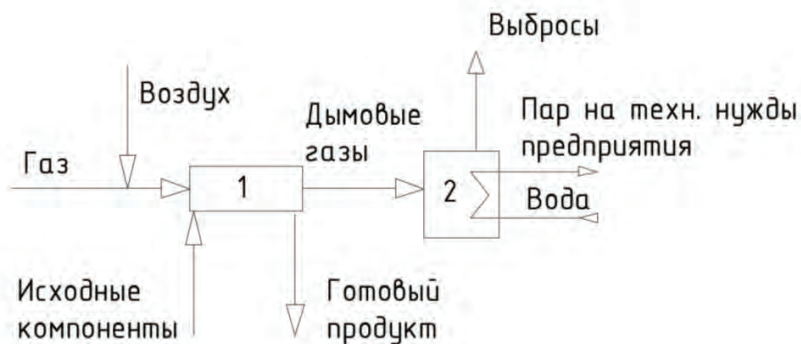 Выбросы
Воздух
Пар на техн. нужды
предприятия
Дымовые
газы
Газ
1
2
Вода
Исходные
компоненты
Готовый
продукт